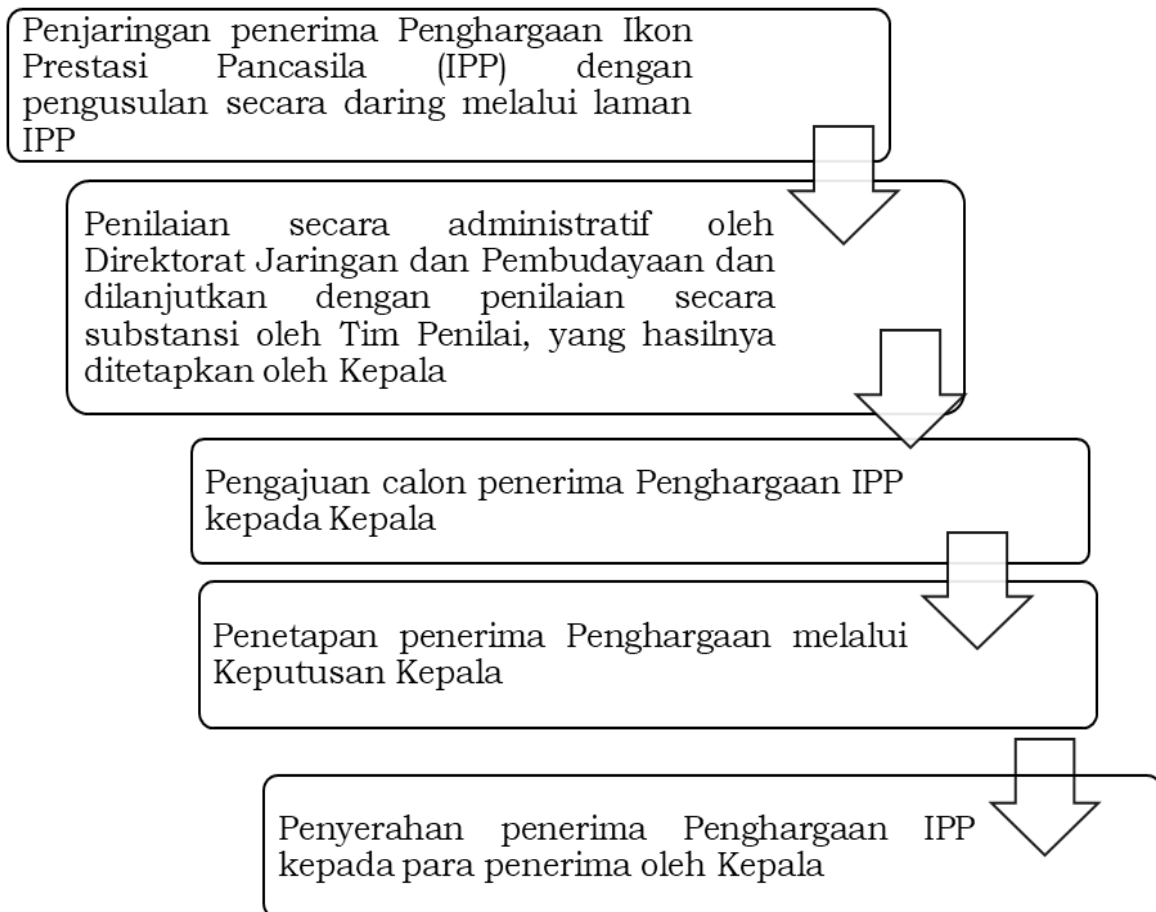 Penjaringan penerima Penghargaan Ikon
Prestasi Pancasila (IPP) dengan
pengusulan secara daring melalui laman
IPP
Penilaian secara administratif oleh
Direktorat Jaringan dan Pembudayaan dan
dilanjutkan dengan penilaian secara
substansi oleh Tim Penilai, yang hasilnya
ditetapkan oleh Kepala
Pengajuan calon penerima Penghargaan IPP
kepada Kepala
Penetapan penerima Penghargaan melalui
Keputusan Kepala
Penyerahan penerima Penghargaan IPP
kepada para penerima oleh Kepala